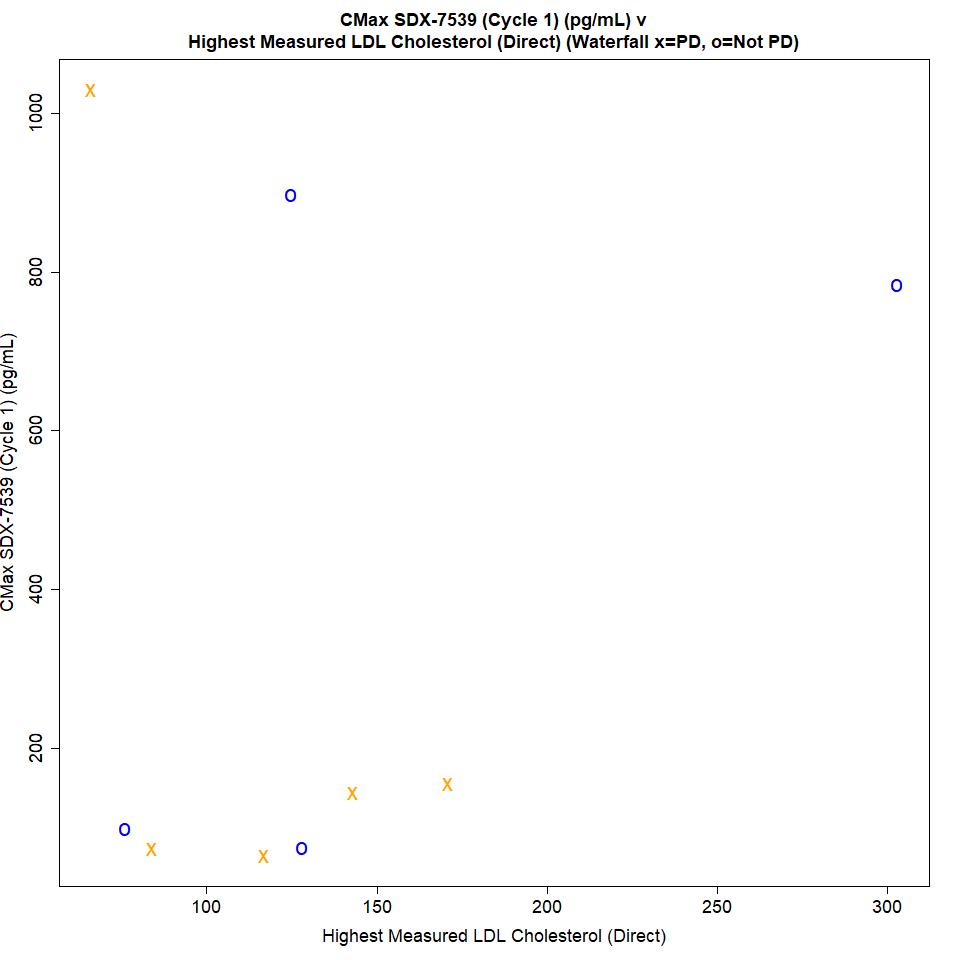 CMax SDX-7539 (Cycle 1) (pg/mL) v
Highest Measured LDL Cholesterol (Direct) (Waterfall x=PD, o=Not PD)
CMax SDX-7539 (Cycle 1) (pg/mL)
1000
800
600
400
200
X
O
O
X
X
O
X
O
X
100
150
200
250
300
Highest Measured LDL Cholesterol (Direct)